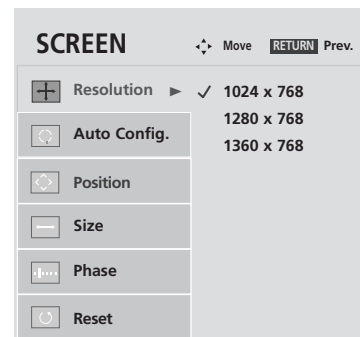 SCREEN Move RETURN Prev.
Resolution ► ✓ 1024 x 768
1280 x 768
Auto Config.
1360 x 768
Position
Size
Phase
Reset